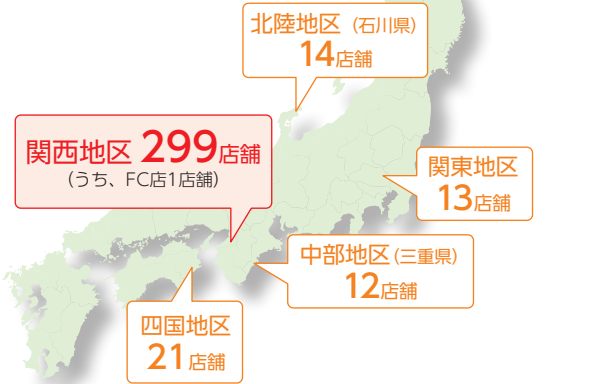 北陸地区（石川県）
14店舗
関西地区 299店舗
（うち、FC店1店舗）
関東地区
13店舗
中部地区（三重県）
12店舗
四国地区
21店舗